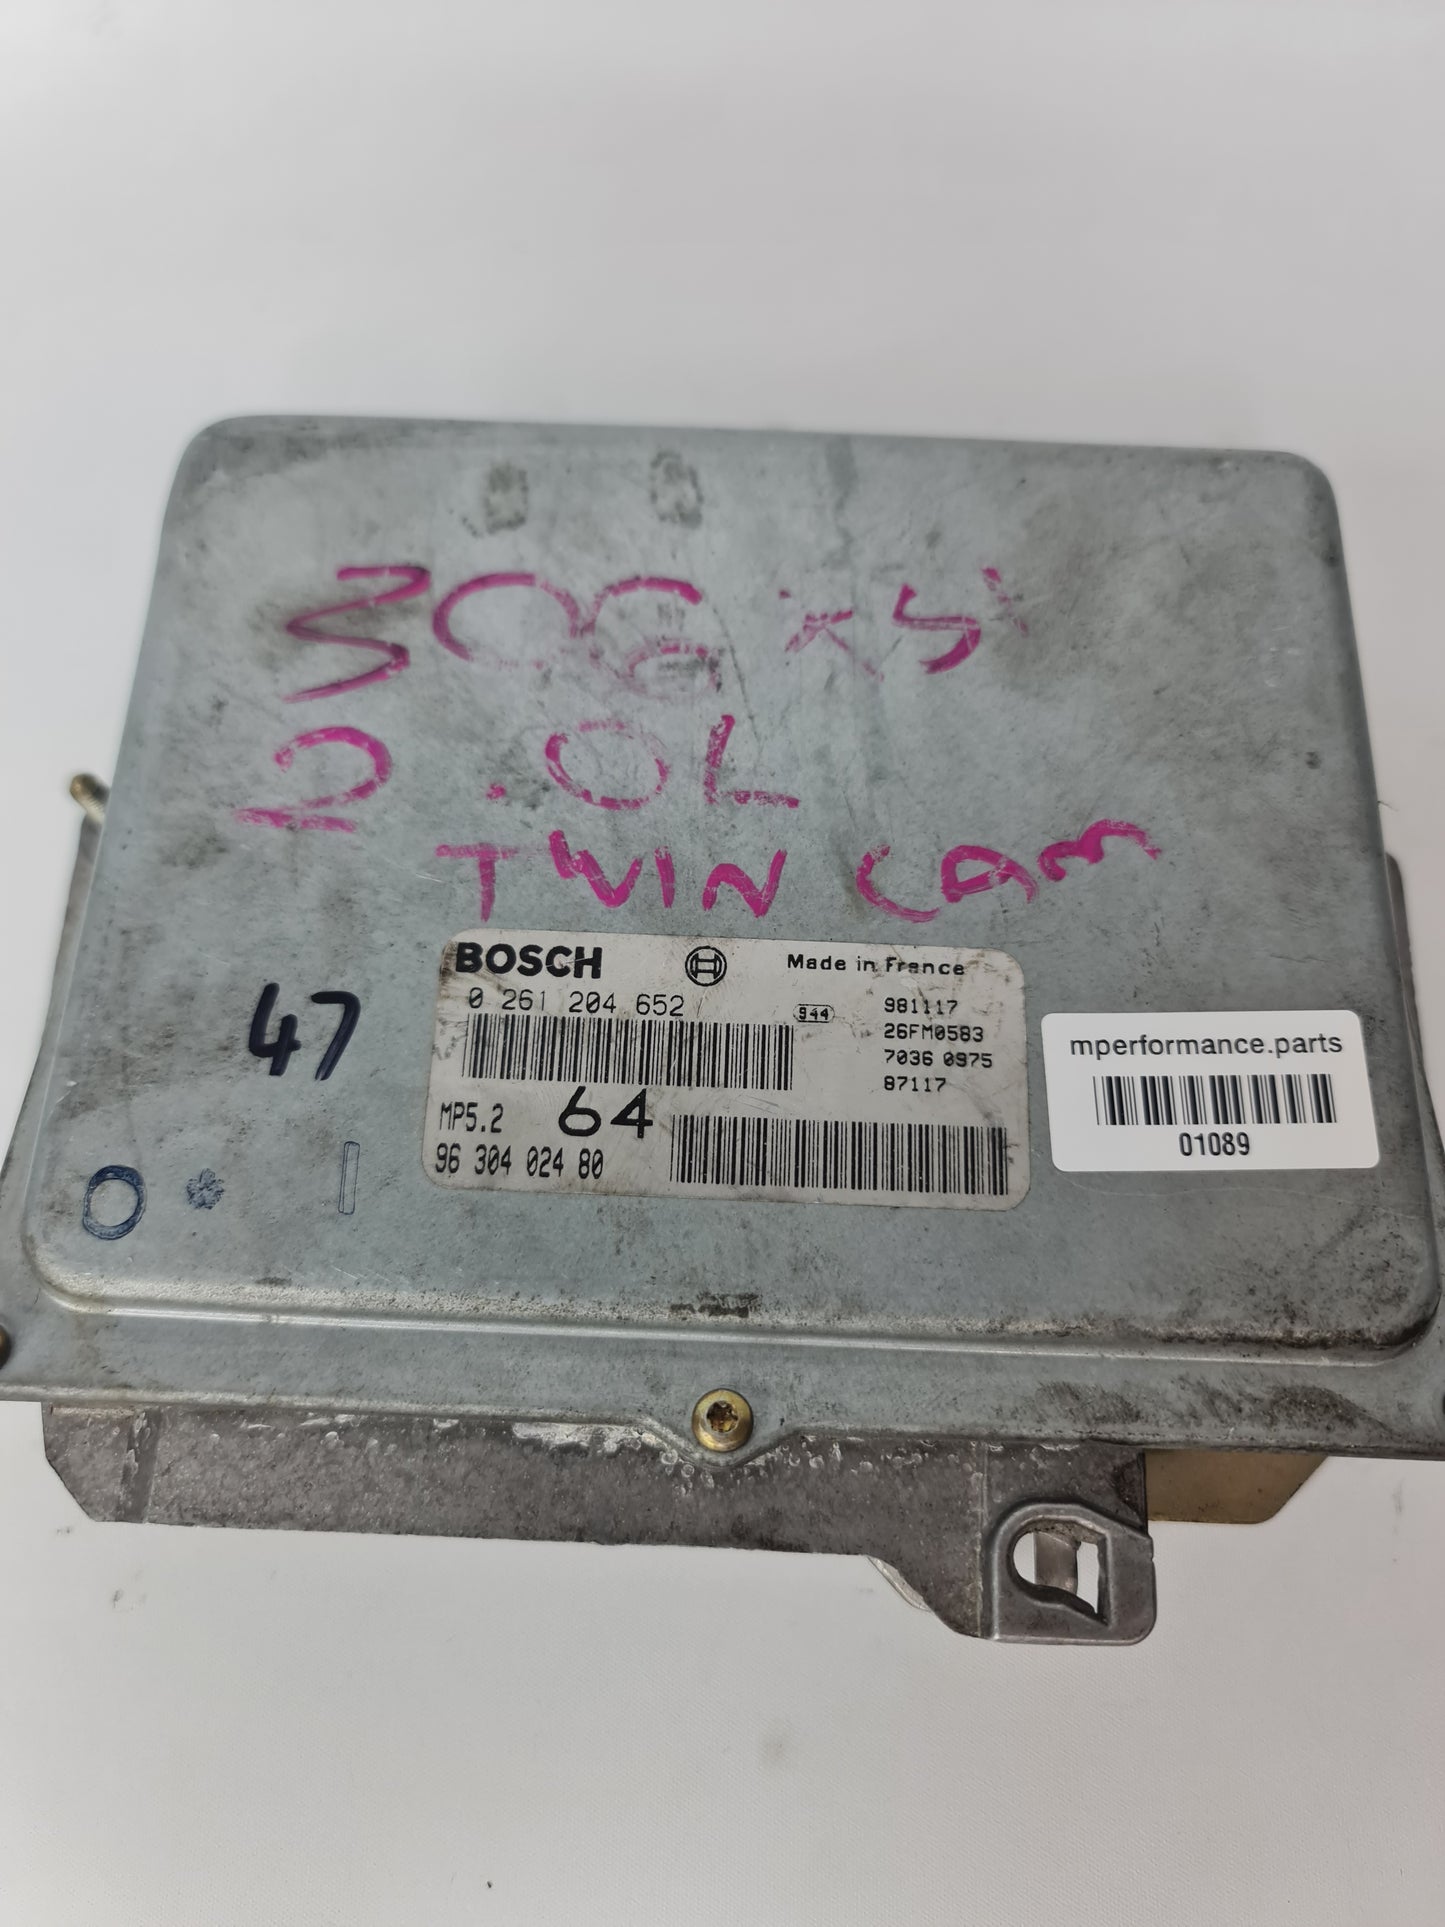 306 xsi
2.0L
TWIN CAM
BOSCH
Made in France
0 261 204 652
944
981117
26FM0583
7036 0975
87117
MP5.2
64
96 304 024 80
47
mperformance.parts
01089